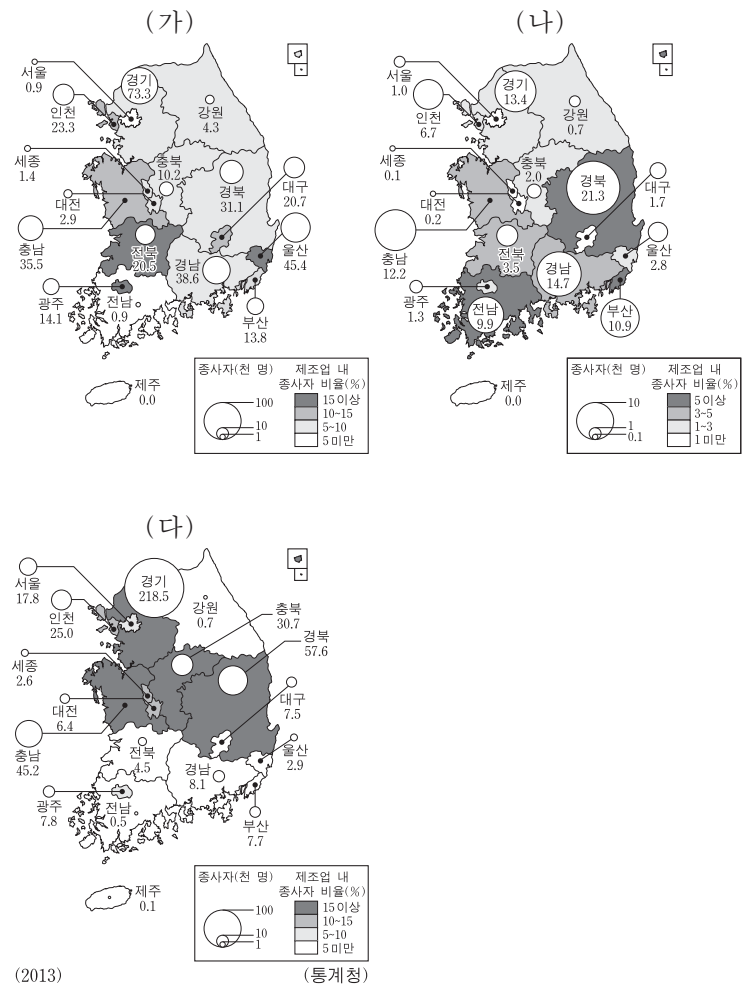 (가)
서울
0.9
인천
23.3
경기
73.3
강원
4.3
세종
1.4
충북
10.2
대전
2.9
경북
31.1
대구
20.7
충남
35.5
전북
20.5
경남
38.6
울산
45.4
광주
14.1
전남
0.9
부산
13.8
제주
0.0
종사자(천 명)
100
10
1
제조업 내
종사자 비율(%)
15 이상
10~15
5~10
5 미만
(나)
서울
1.0
인천
6.7
경기
13.4
강원
0.7
세종
0.1
충북
2.0
대전
0.2
경북
21.3
대구
1.7
충남
12.2
전북
3.5
경남
14.7
울산
2.8
광주
1.3
전남
9.9
부산
10.9
제주
0.0
종사자(천 명)
10
1
0.1
제조업 내
종사자 비율(%)
5 이상
3~5
1~3
1 미만
(다)
서울
17.8
인천
25.0
경기
218.5
강원
0.7
충북
30.7
경북
57.6
세종
2.6
대전
6.4
대구
7.5
충남
45.2
전북
4.5
경남
8.1
울산
2.9
광주
7.8
전남
0.5
부산
7.7
제주
0.1
종사자(천 명)
100
10
1
제조업 내
종사자 비율(%)
15 이상
10~15
5~10
5 미만
(2013)
(통계청)